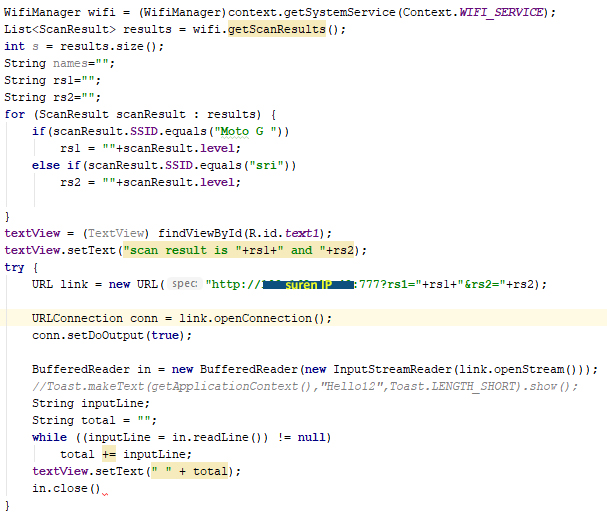 WifiManager wifi = (WifiManager)context.getSystemService(Context.WIFI_SERVICE);
List<ScanResult> results = wifi.getScanResults();
int s = results.size();
String names="";
String rs1="";
String rs2="";
for (ScanResult scanResult : results) {
if(scanResult.SSID.equals("Moto G "))
rs1 = ""+scanResult.level;
else if(scanResult.SSID.equals("sri"))
rs2 = ""+scanResult.level;
}
textView = (TextView) findViewById(R.id.text1);
textView.setText("scan result is "+rs1+" and "+rs2);
try {
URL link = new URL( spec: "http:// suren IP :777?rs1="+rs1+"&rs2="+rs2);
URLConnection conn = link.openConnection();
conn.setDoOutput(true);
BufferedReader in = new BufferedReader(new InputStreamReader(link.openStream()));
//Toast.makeText(getApplicationContext(),"Hello12",Toast.LENGTH_SHORT).show();
String inputLine;
String total = "";
while ((inputLine = in.readLine()) != null)
total += inputLine;
textView.setText(" " + total);
in.close()
}